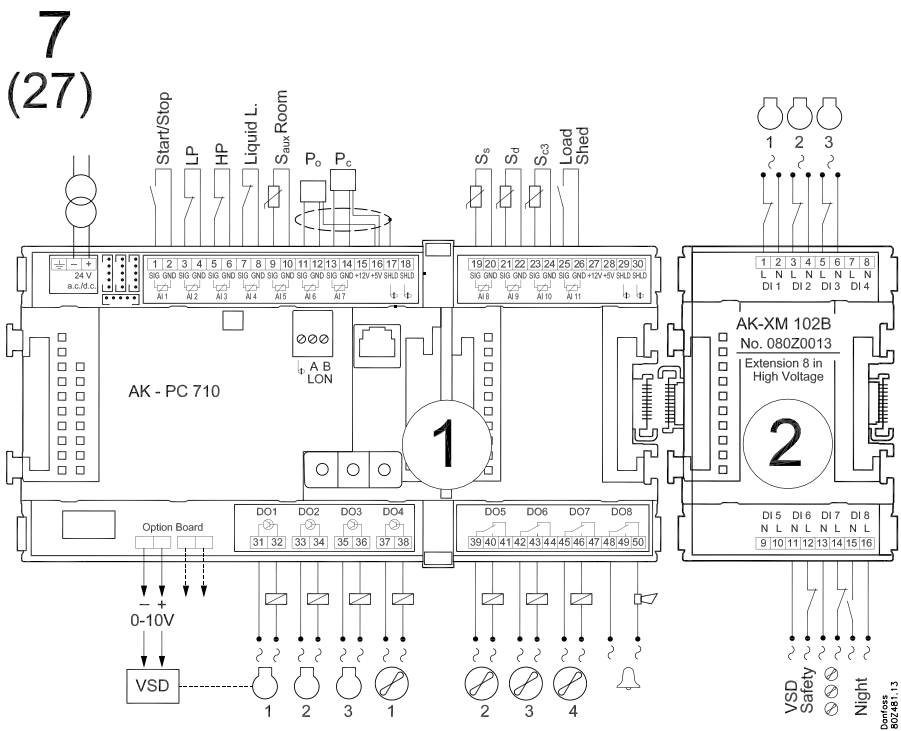 7
(27)
Start/Stop
LP
HP
Liquid L.
Saux Room
Po
Pc
Ss
Sd
Sc3
Load
Shed
1 2 3
1 2 3 4 5 6 7 8 9 10 11 12 13 14 15 16 17 18
SIG GND SIG GND SIG GND SIG GND SIG GND SIG GND SIG GND +12V +5V SHLD SHLD
AI 1 AI 2 AI 3 AI 4 AI 5 AI 6 AI 7
– +
24 V
a.c./d.c.
19 20 21 22 23 24 25 26 27 28 29 30
SIG GND SIG GND SIG GND SIG GND +12V +5V SHLD SHLD
AI 8 AI 9 AI 10 AI 11
1 2 3 4 5 6 7 8
L N L N L N L N
DI 1 DI 2 DI 3 DI 4
AK-XM 102B
No. 080Z0013
Extension 8 in
High Voltage
A B
LON
AK - PC 710
1
2
Option Board
DO1 DO2 DO3 DO4
31 32 33 34 35 36 37 38
DO5 DO6 DO7 DO8
39 40 41 42 43 44 45 46 47 48 49 50
DI 5 DI 6 DI 7 DI 8
N L N L N L N L
9 10 11 12 13 14 15 16
– +
0-10V
VSD
1 2 3 1
2 3 4
VSD
Safety
Night
Danfoss
80Z481.13